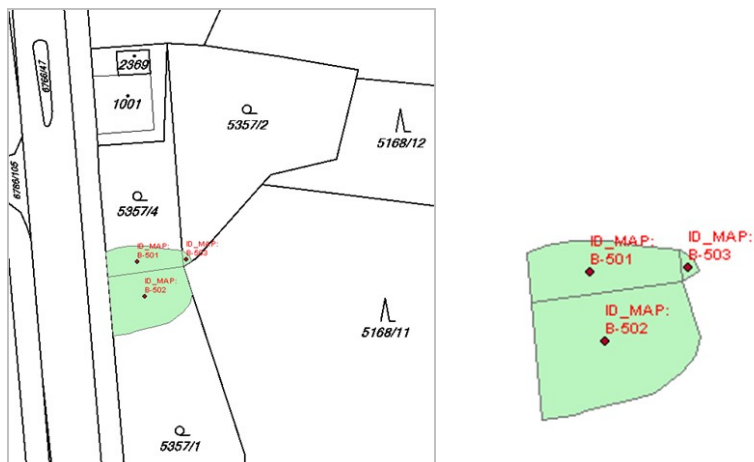 6766/47
2369
1001
5357/2
5168/12
6786/105
5357/4
ID_MAP:
B-501
ID_MAP:
B-503
ID_MAP:
B-502
5168/11
5357/1
ID_MAP:
B-501
ID_MAP:
B-503
ID_MAP:
B-502